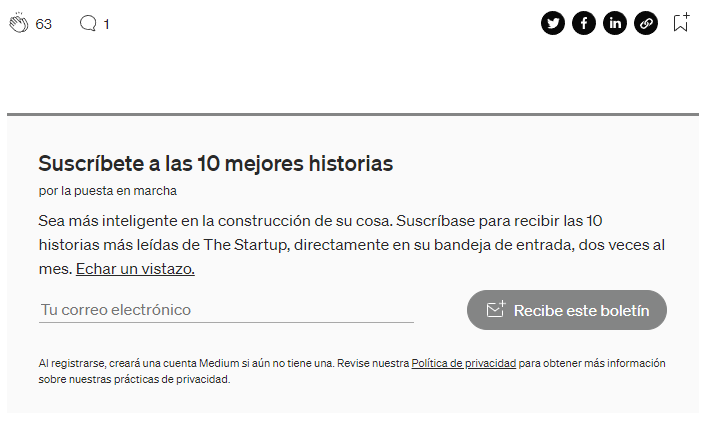 63 1
Suscríbete a las 10 mejores historias
por la puesta en marcha
Sea más inteligente en la construcción de su cosa. Suscríbase para recibir las 10
historias más leídas de The Startup, directamente en su bandeja de entrada, dos veces al
mes. Echar un vistazo.
Tu correo electrónico Recibe este boletín
Al registrarse, creará una cuenta Medium si aún no tiene una. Revise nuestra Política de privacidad para obtener más información
sobre nuestras prácticas de privacidad.